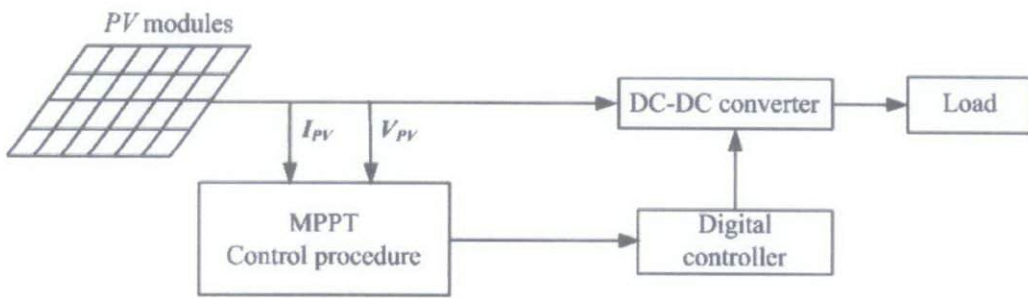 PV modules
DC-DC converter
Load
I_PV
V_PV
MPPT
Control procedure
Digital
controller